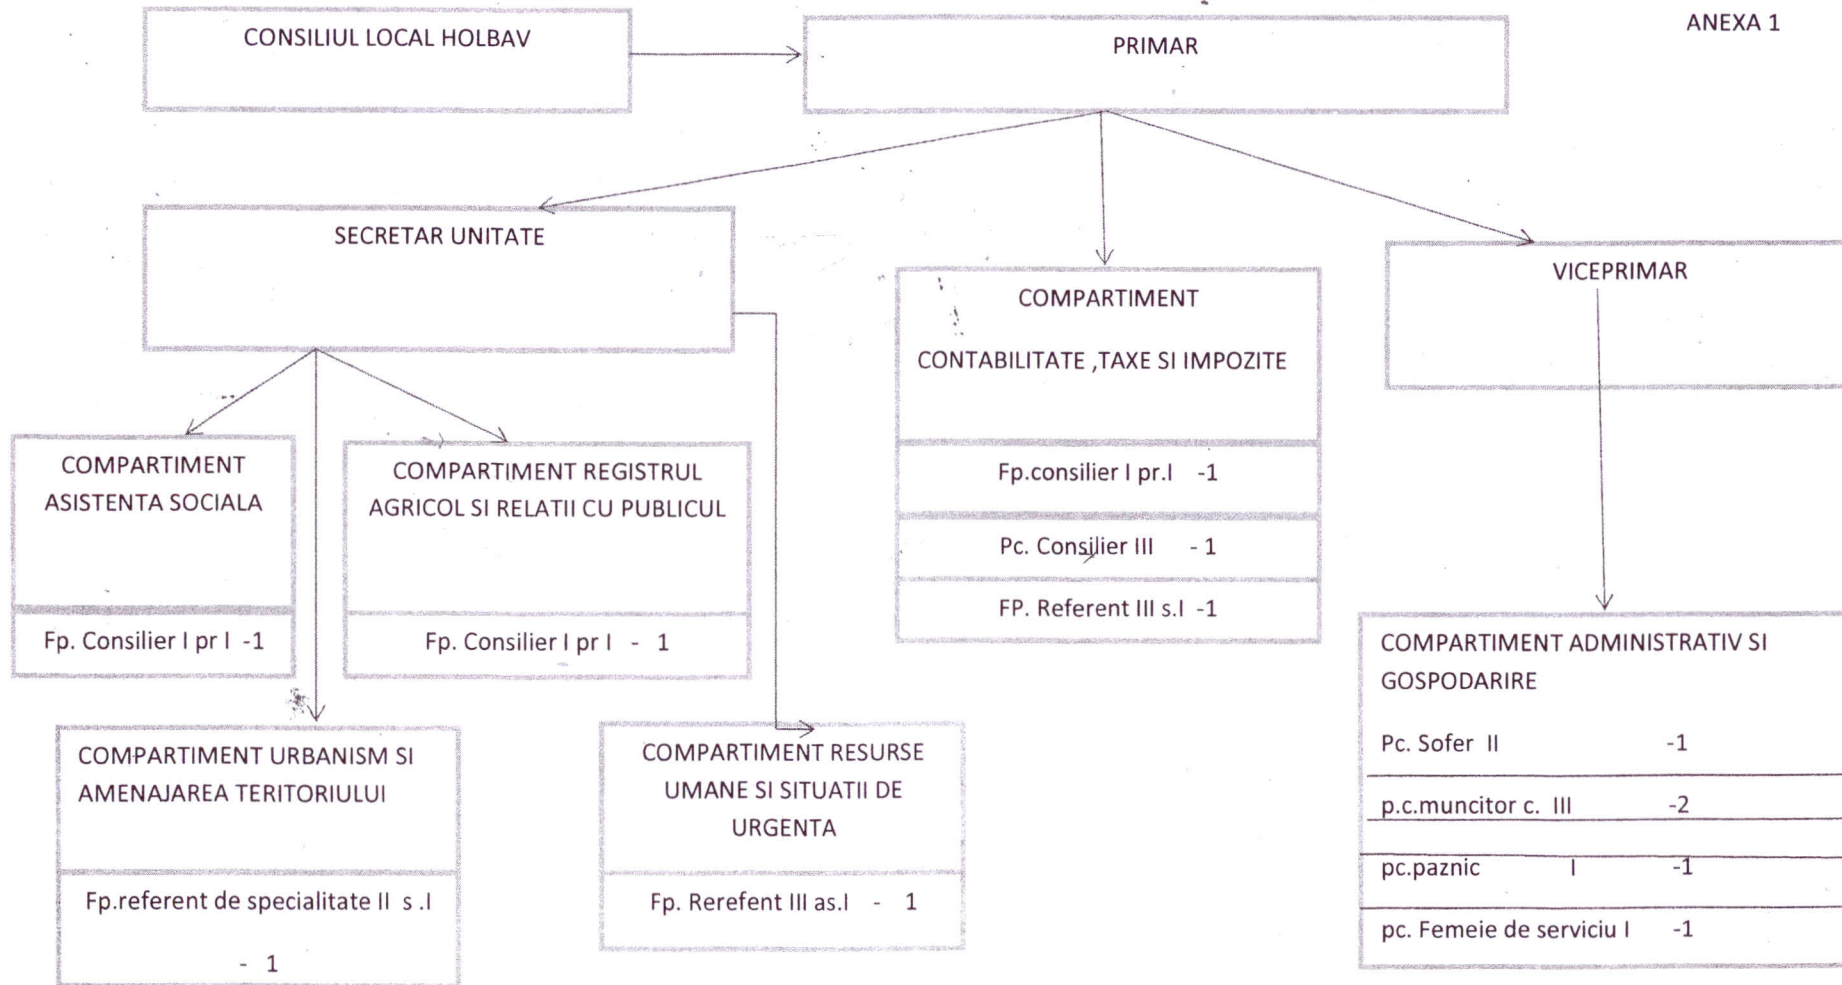 ANEXA 1
CONSILIUL LOCAL HOLBAV
PRIMAR
SECRETAR UNITATE
COMPARTIMENT
CONTABILITATE ,TAXE SI IMPOZITE
Fp.consilier I pr.I -1
Pc. Consilier III - 1
FP. Referent III s.I -1
VICEPRIMAR
COMPARTIMENT
ASISTENTA SOCIALA
Fp. Consilier I pr I -1
COMPARTIMENT REGISTRUL
AGRICOL SI RELATII CU PUBLICUL
Fp. Consilier I pr I - 1
COMPARTIMENT URBANISM SI
AMENAJAREA TERITORIULUI
Fp.referent de specialitate II s .I
- 1
COMPARTIMENT RESURSE
UMANE SI SITUATII DE
URGENTA
Fp. Rerefent III as.I - 1
COMPARTIMENT ADMINISTRATIV SI
GOSPODARIRE
Pc. Sofer II -1
p.c.muncitor c. III -2
pc.paznic I -1
pc. Femeie de serviciu I -1